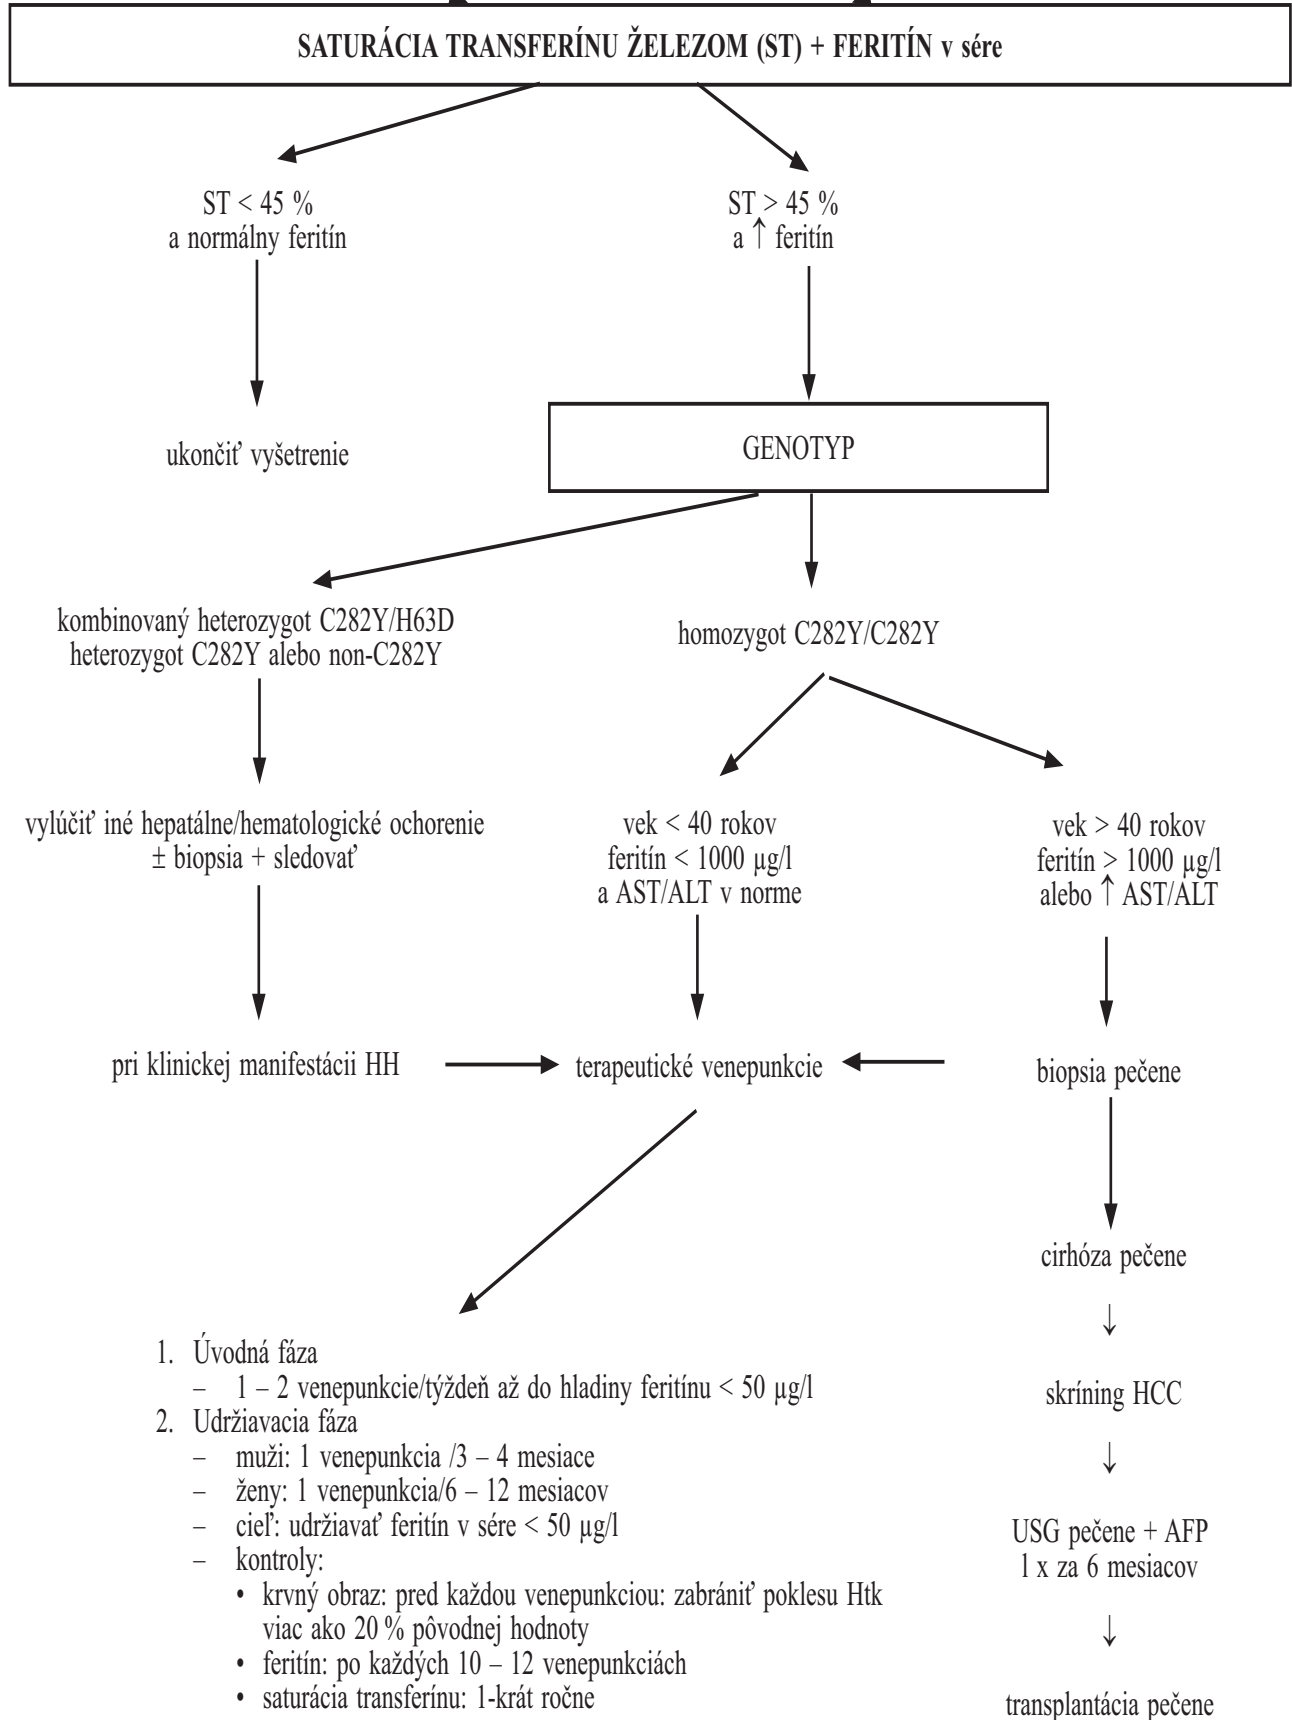 SATURÁCIA TRANSFERÍNU ŽELEZOM (ST) + FERITÍN v sére
ST < 45 %
a normálny feritín
ST > 45 %
a ↑ feritín
ukončiť vyšetrenie
GENOTYP
kombinovaný heterozygot C282Y/H63D
heterozygot C282Y alebo non-C282Y
homozygot C282Y/C282Y
vylúčiť iné hepatálne/hematologické ochorenie
± biopsia + sledovať
vek < 40 rokov
feritín < 1000 µg/l
a AST/ALT v norme
vek > 40 rokov
feritín > 1000 µg/l
alebo ↑ AST/ALT
pri klinickej manifestácii HH
terapeutické venepunkcie
biopsia pečene
cirhóza pečene
↓
skríning HCC
↓
USG pečene + AFP
1 x za 6 mesiacov
↓
transplantácia pečene
1. Úvodná fáza
– 1 – 2 venepunkcie/týždeň až do hladiny feritínu < 50 µg/l
2. Udržiavacia fáza
– muži: 1 venepunkcia /3 – 4 mesiace
– ženy: 1 venepunkcia/6 – 12 mesiacov
– cieľ: udržiavať feritín v sére < 50 µg/l
– kontroly:
• krvný obraz: pred každou venepunkciou: zabrániť poklesu Htk
viac ako 20 % pôvodnej hodnoty
• feritín: po každých 10 – 12 venepunkciách
• saturácia transferínu: 1-krát ročne